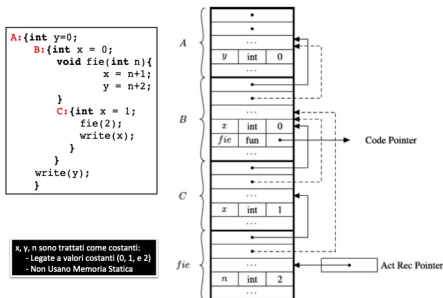 A:{int y=0;
B:{int x = 0;
void fie(int n){
x = n+1;
y = n+2;
}
C:{int x = 1;
fie(2);
write(x);
}
}
write(y);
}
x, y, n sono trattati come costanti:
- Legate a valori costanti (0, 1, e 2)
- Non Usano Memoria Statica
A
...
y int 0
...
B
...
x int 0
fie fun
Code Pointer
...
C
...
x int 1
...
fie
Act Rec Pointer
...
n int 2
...